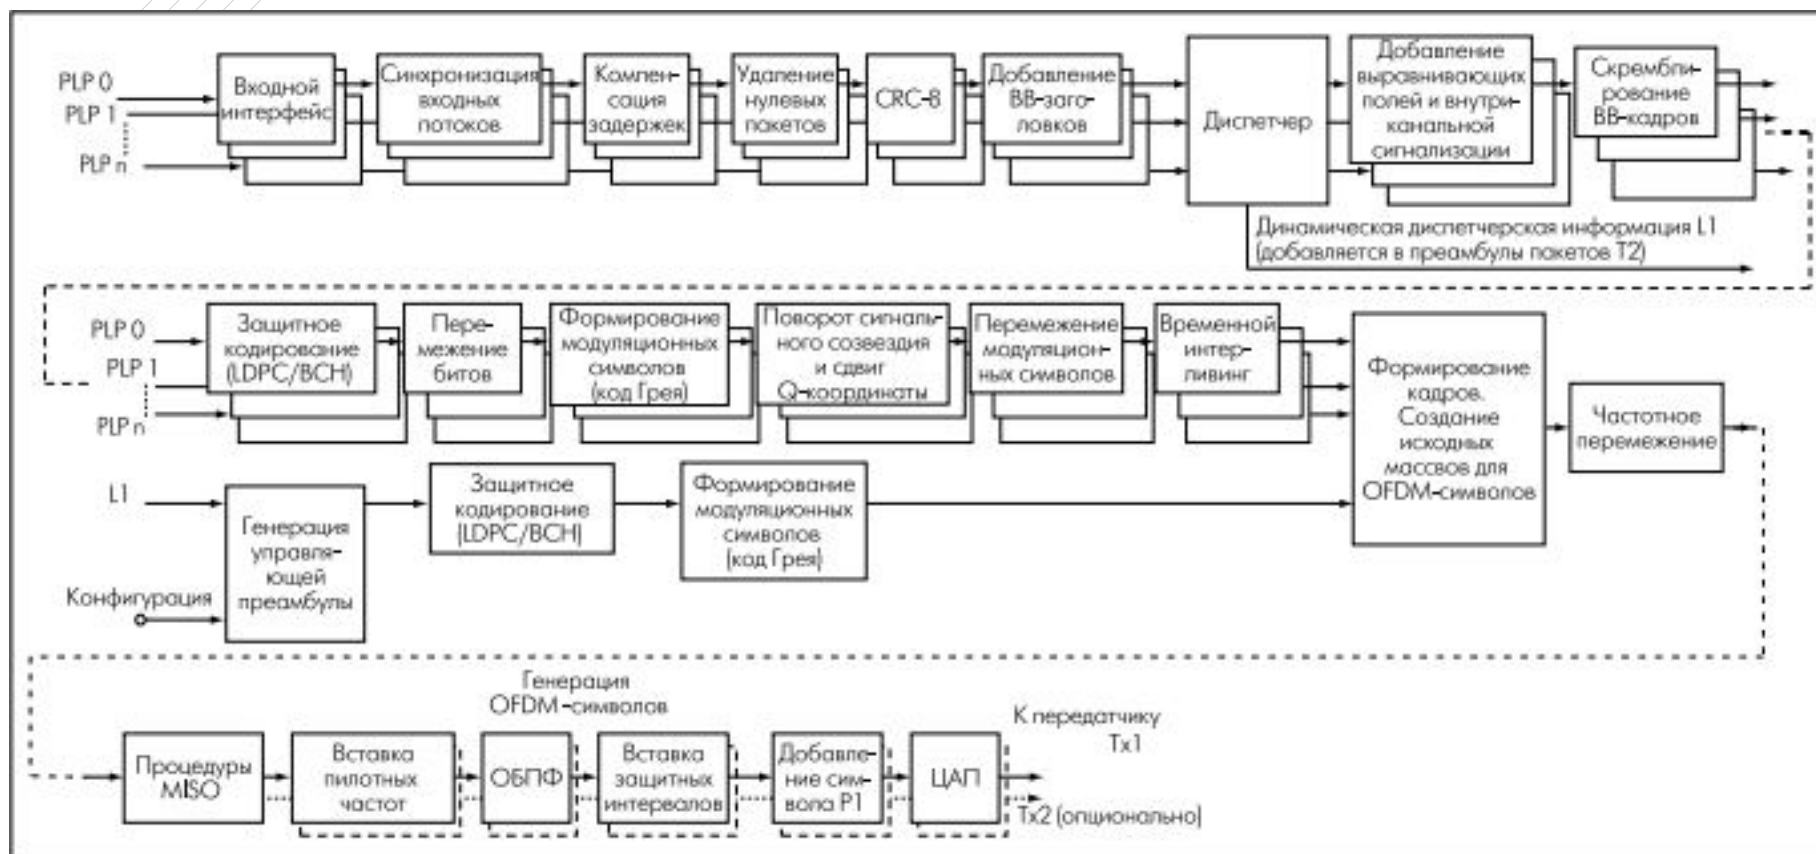 PLP 0
PLP 1
PLP n
Входной
интерфейс
Синхронизация
входных
потоков
Компен-
сация
задержек
Удаление
нулевых
пакетов
CRC-8
Добавление
BB-заго-
ловков
Диспетчер
Добавление
выравнивающих
полей и внутри-
канальной
сигнализации
Скрембли-
рование
BB-кадров
Динамическая диспетчерская информация L1
(добавляется в преамбулы пакетов T2)
PLP 0
PLP 1
PLP n
Защитное
кодирование
(LDPC/BCH)
Пере-
межение
битов
Формирование
модуляционных
символов
(код Грея)
Поворот сигналь-
ного созвездия
и сдвиг
Q-координаты
Перемежение
модуляцион-
ных символов
Временной
интер-
ливинг
Формирование
кадров.
Создание
исходных
массвов для
OFDM-символов
Частотное
перемежение
L1
Конфигурация
Генерация
управля-
ющей
преамбулы
Защитное
кодирование
(LDPC/BCH)
Формирование
модуляционных
символов
(код Грея)
Генерация
OFDM-символов
Процедуры
MISO
Вставка
пилотных
частот
ОБПФ
Вставка
защитных
интервалов
Добавле-
ние сим-
вола P1
ЦАП
К передатчику
Tx1
Tx2 (опционально)